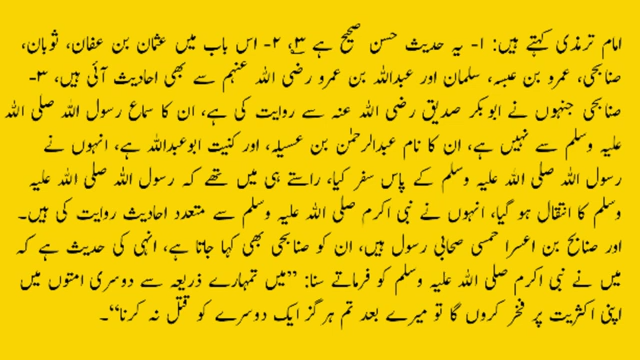 امام ترمذی کہتے ہیں: ۱- یہ حدیث حسن صحیح ہے ۳؎، ۲- اس باب میں عثمان بن عفان، ثوبان،
صنابحی، عمرو بن عبسہ، سلمان اور عبداللہ بن عمرو رضی اللہ عنہم سے بھی احادیث آئی ہیں، ۳-
صنابحی جنہوں نے ابوبکر صدیق رضی اللہ عنہ سے روایت کی ہے، ان کا سماع رسول اللہ صلی اللہ
علیہ وسلم سے نہیں ہے، ان کا نام عبدالرحمٰن بن عسیلہ، اور کنیت ابوعبداللہ ہے، انہوں نے
رسول اللہ صلی اللہ علیہ وسلم کے پاس سفر کیا، راستے ہی میں تھے کہ رسول اللہ صلی اللہ علیہ
وسلم کا انتقال ہو گیا، انہوں نے نبی اکرم صلی اللہ علیہ وسلم سے متعدد احادیث روایت کی ہیں۔
اور صنابح بن اعسرا حمسی صحابی رسول ہیں، ان کو صنابحی بھی کہا جاتا ہے، انہی کی حدیث ہے کہ
میں نے نبی اکرم صلی اللہ علیہ وسلم کو فرماتے سنا: ”میں تمہارے ذریعہ سے دوسری امتوں میں
اپنی اکثریت پر فخر کروں گا تو میرے بعد تم ہرگز ایک دوسرے کو قتل نہ کرنا“۔